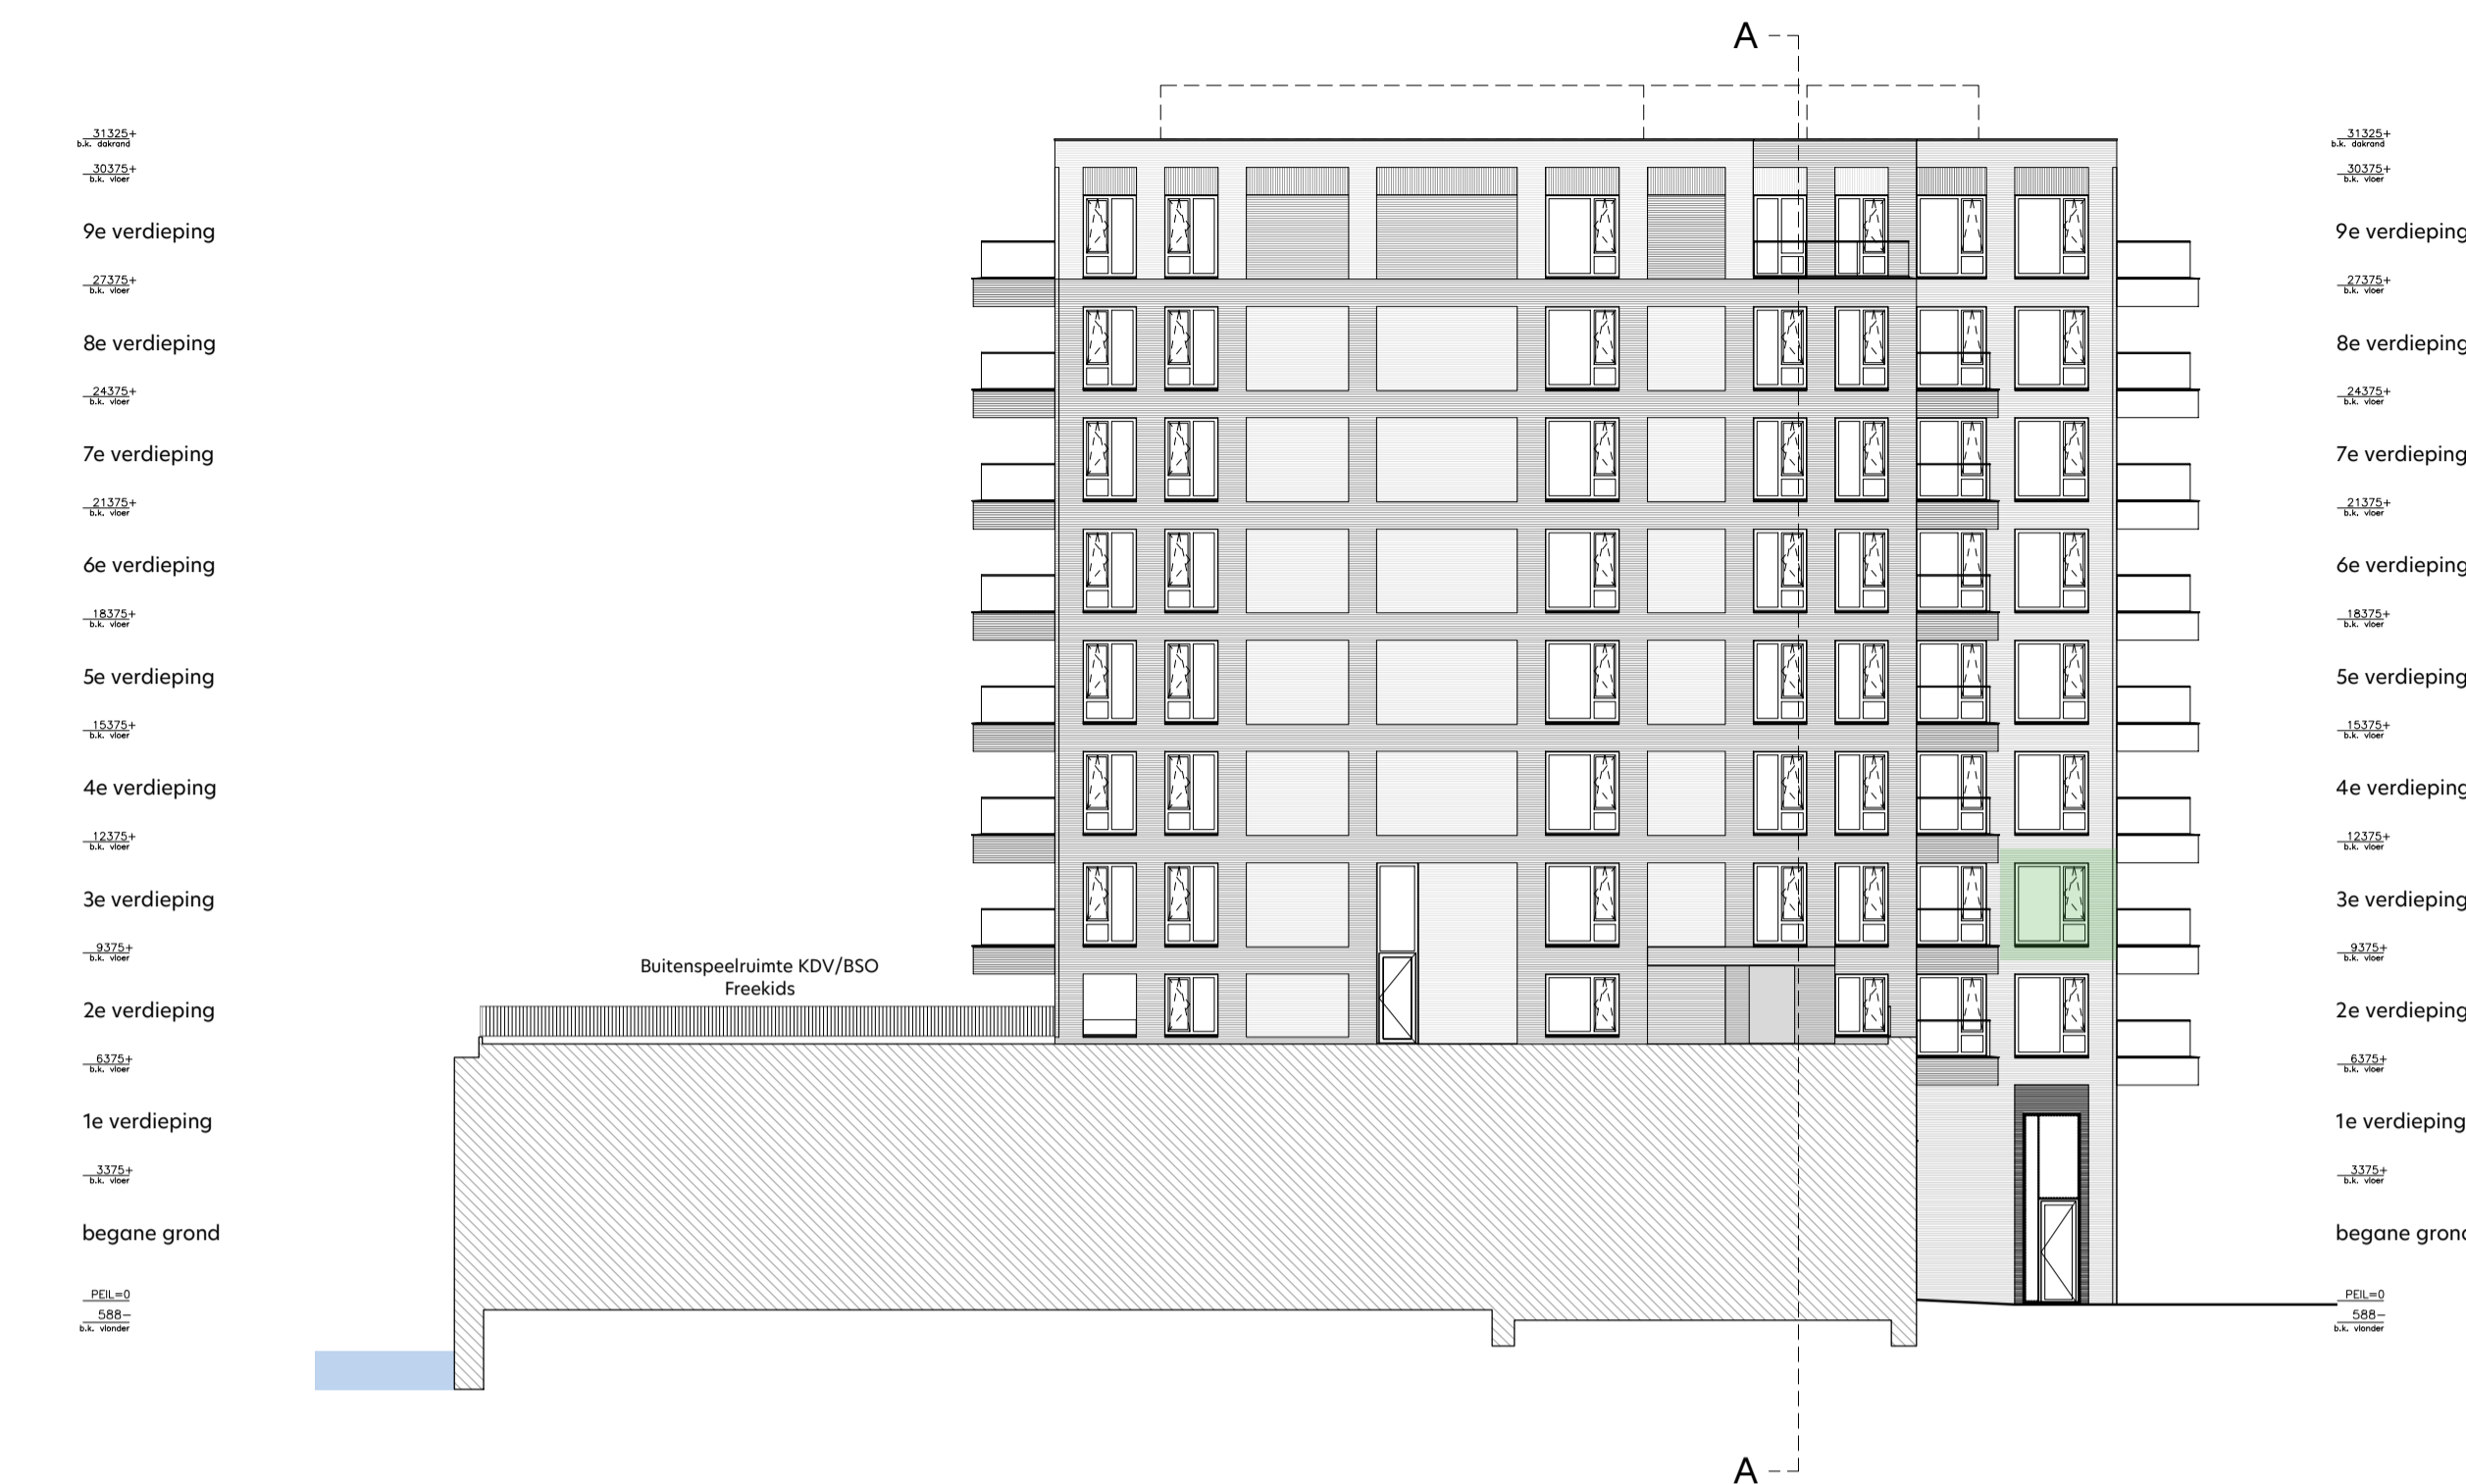 A
31325+ 31325+
b.k. dakrand b.k. dakrand
30375+ 30375+
b.k. vloer b.k. vloer
9e verdieping 9e verdieping
27375+ 27375+
b.k. vloer b.k. vloer
8e verdieping 8e verdieping
24375+ 24375+
b.k. vloer b.k. vloer
7e verdieping 7e verdieping
21375+ 21375+
b.k. vloer b.k. vloer
6e verdieping 6e verdieping
18375+ 18375+
b.k. vloer b.k. vloer
5e verdieping 5e verdieping
15375+ 15375+
b.k. vloer b.k. vloer
4e verdieping 4e verdieping
12375+ 12375+
b.k. vloer b.k. vloer
3e verdieping 3e verdieping
9375+ 9375+
b.k. vloer b.k. vloer
Buitenspeelruimte KDV/BSO
Freekids
2e verdieping 2e verdieping
6375+ 6375+
b.k. vloer b.k. vloer
1e verdieping 1e verdieping
3375+ 3375+
b.k. vloer b.k. vloer
begane grond begane grond
PEIL=0 PEIL=0
588– 588–
b.k. vlonder b.k. vlonder
A